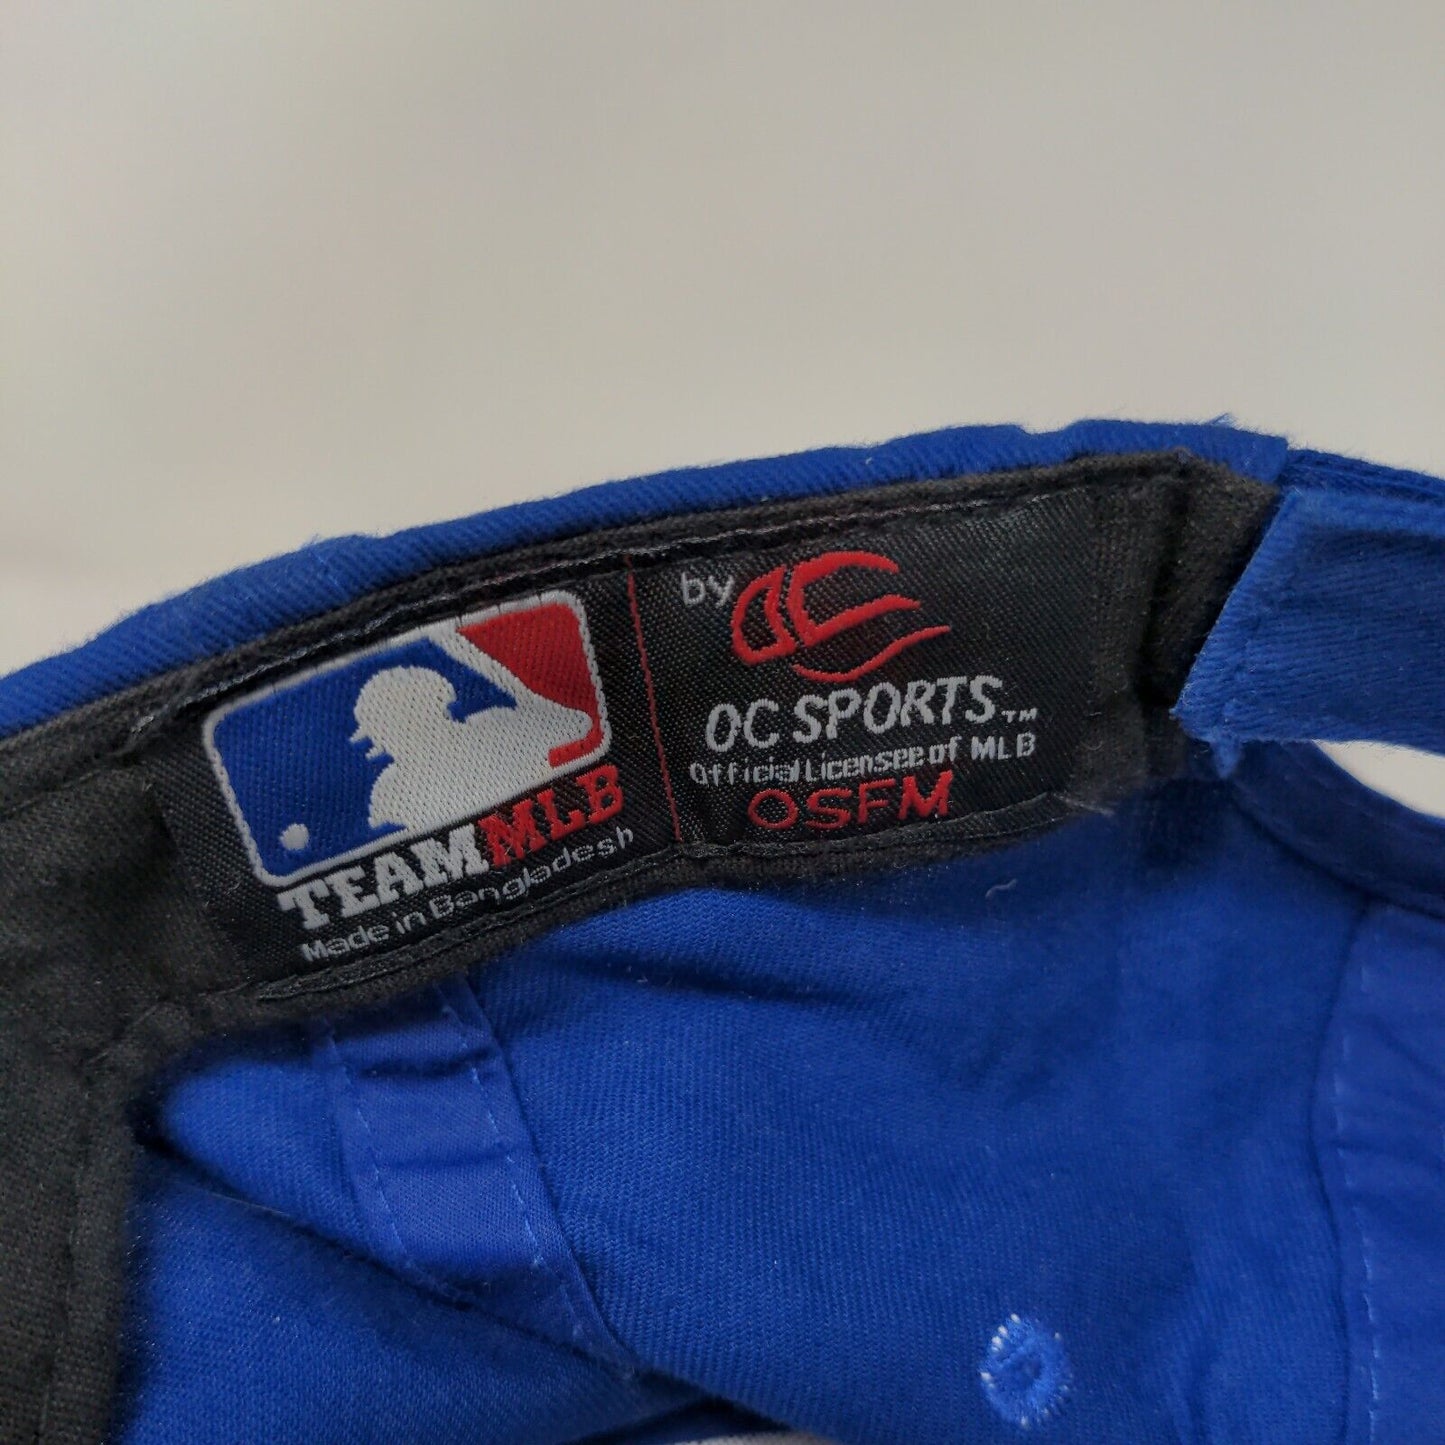 TEAMMLB
Made in Bangladesh
by
OC SPORTS™
Official Licensee of MLB
OSFM